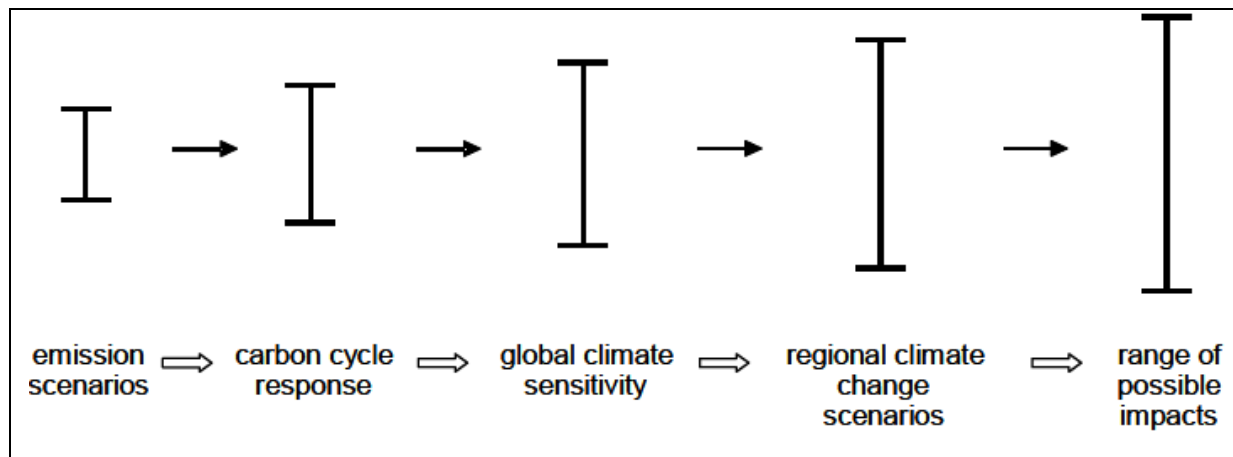 emission
scenarios
carbon cycle
response
global climate
sensitivity
regional climate
change
scenarios
range of
possible
impacts